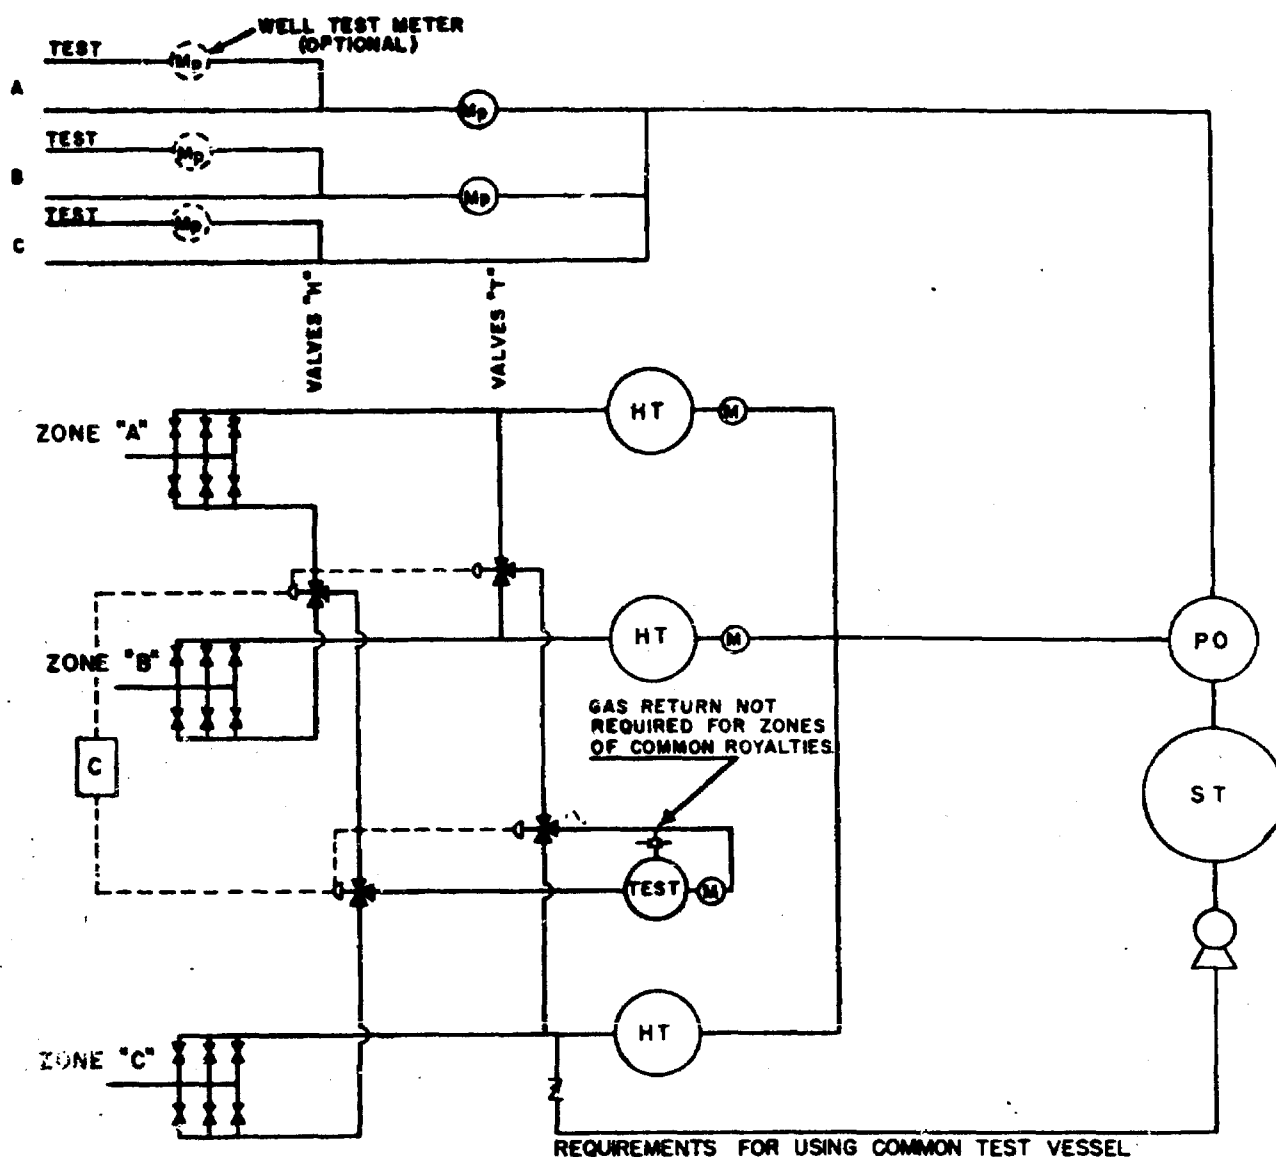 WELL TEST METER
(OPTIONAL)
TEST
Mp
A
Mp
TEST
Mp
B
Mp
TEST
Mp
C
VALVES "H"
VALVES "T"
HT
M
ZONE "A"
HT
M
PO
ZONE "B"
GAS RETURN NOT
REQUIRED FOR ZONES
OF COMMON ROYALTIES
C
ST
TEST
M
HT
ZONE "C"
REQUIREMENTS FOR USING COMMON TEST VESSEL